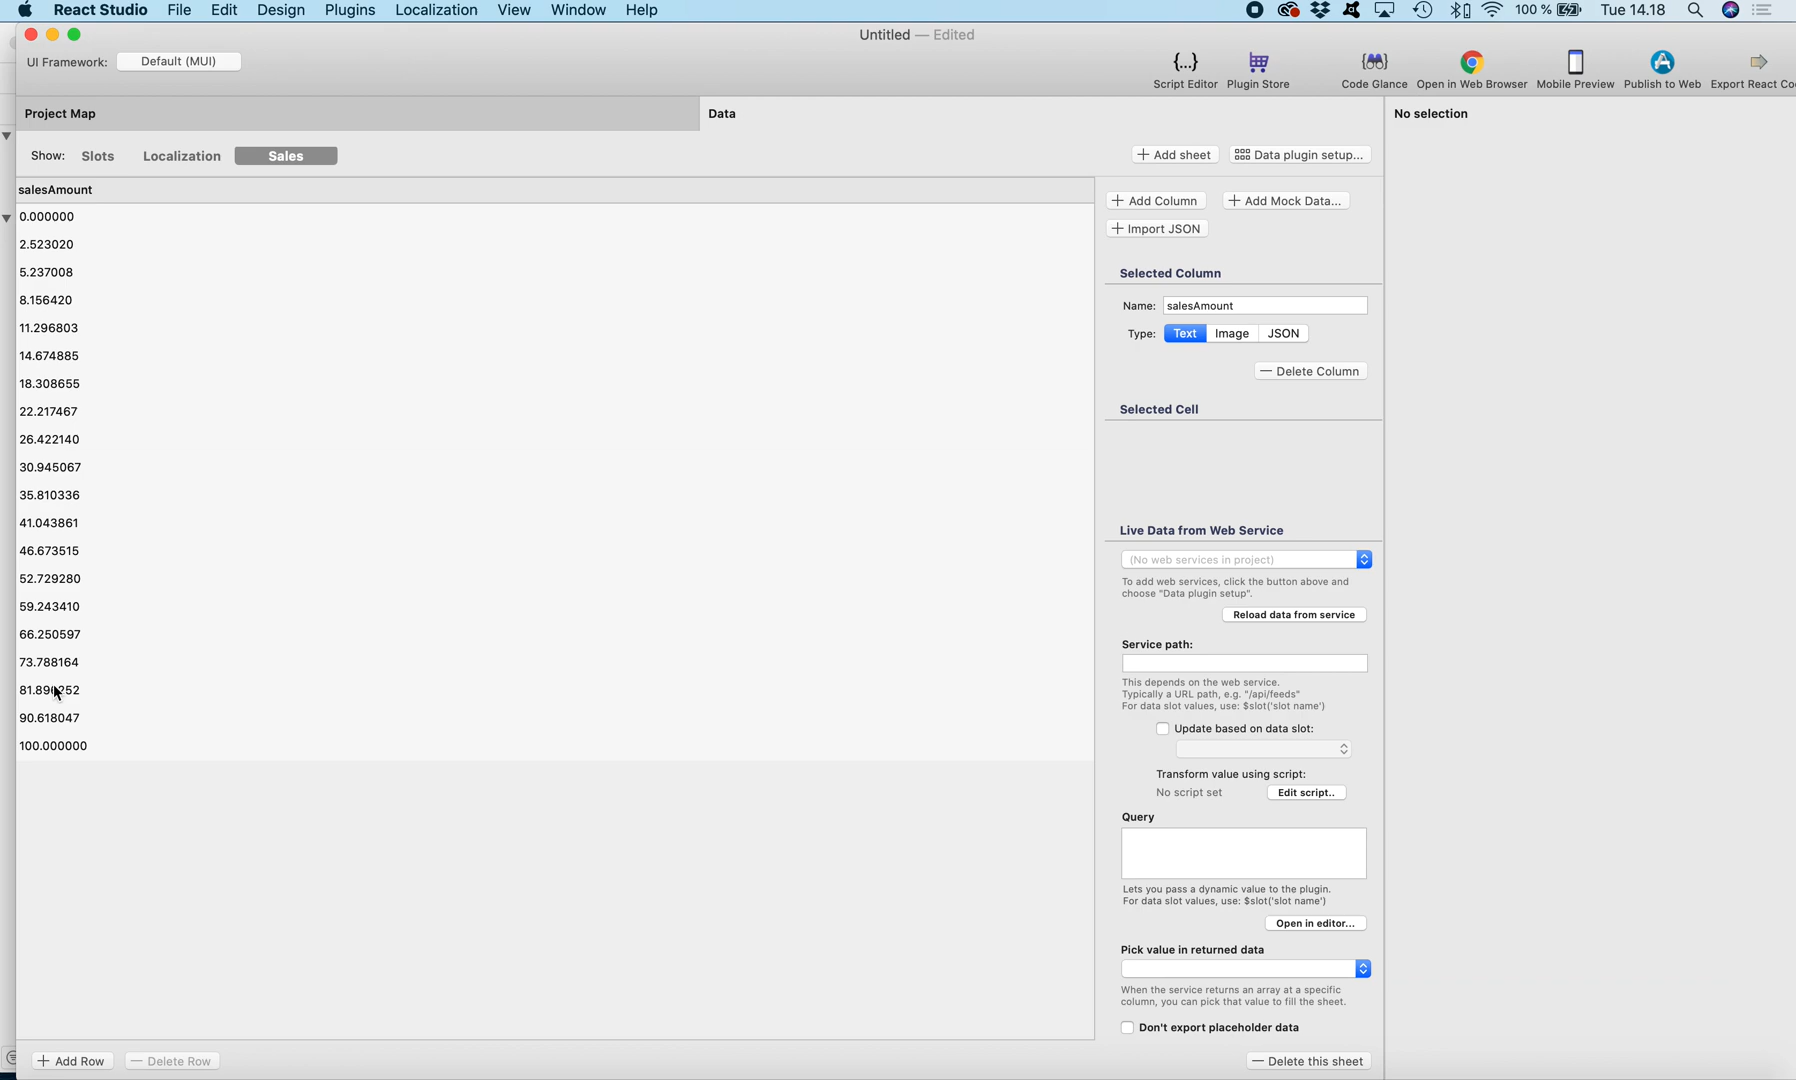 React Studio File Edit Design Plugins Localization View Window Help 100 % Tue 14.18
Untitled — Edited
UI Framework: Default (MUI)
{...}
Script Editor Plugin Store Code Glance Open in Web Browser Mobile Preview Publish to Web Export React Co
Project Map Data No selection
Show: Slots Localization Sales + Add sheet Data plugin setup...
salesAmount
+ Add Column + Add Mock Data...
0.000000
+ Import JSON
2.523020
5.237008
Selected Column
8.156420
Name: salesAmount
11.296803
Type: Text Image JSON
14.674885
— Delete Column
18.308655
22.217467
Selected Cell
26.422140
30.945067
35.810336
41.043861
Live Data from Web Service
46.673515
(No web services in project)
52.729280
To add web services, click the button above and
choose "Data plugin setup".
59.243410
Reload data from service
66.250597
Service path:
73.788164
This depends on the web service.
81.89 252
Typically a URL path, e.g. "/api/feeds"
For data slot values, use: $slot('slot name')
90.618047
Update based on data slot:
100.000000
Transform value using script:
No script set Edit script..
Query
Lets you pass a dynamic value to the plugin.
For data slot values, use: $slot('slot name')
Open in editor...
Pick value in returned data
When the service returns an array at a specific
column, you can pick that value to fill the sheet.
Don't export placeholder data
+ Add Row — Delete Row — Delete this sheet